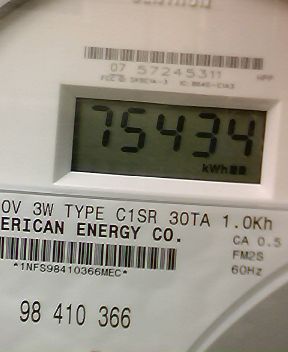 07 57245311
HPP
75434
kWh
0V 3W TYPE C1SR 30TA 1.0Kh
ERICAN ENERGY CO.
CA 0.5
*1NFS98410366MEC*
FM2S
60Hz
98 410 366